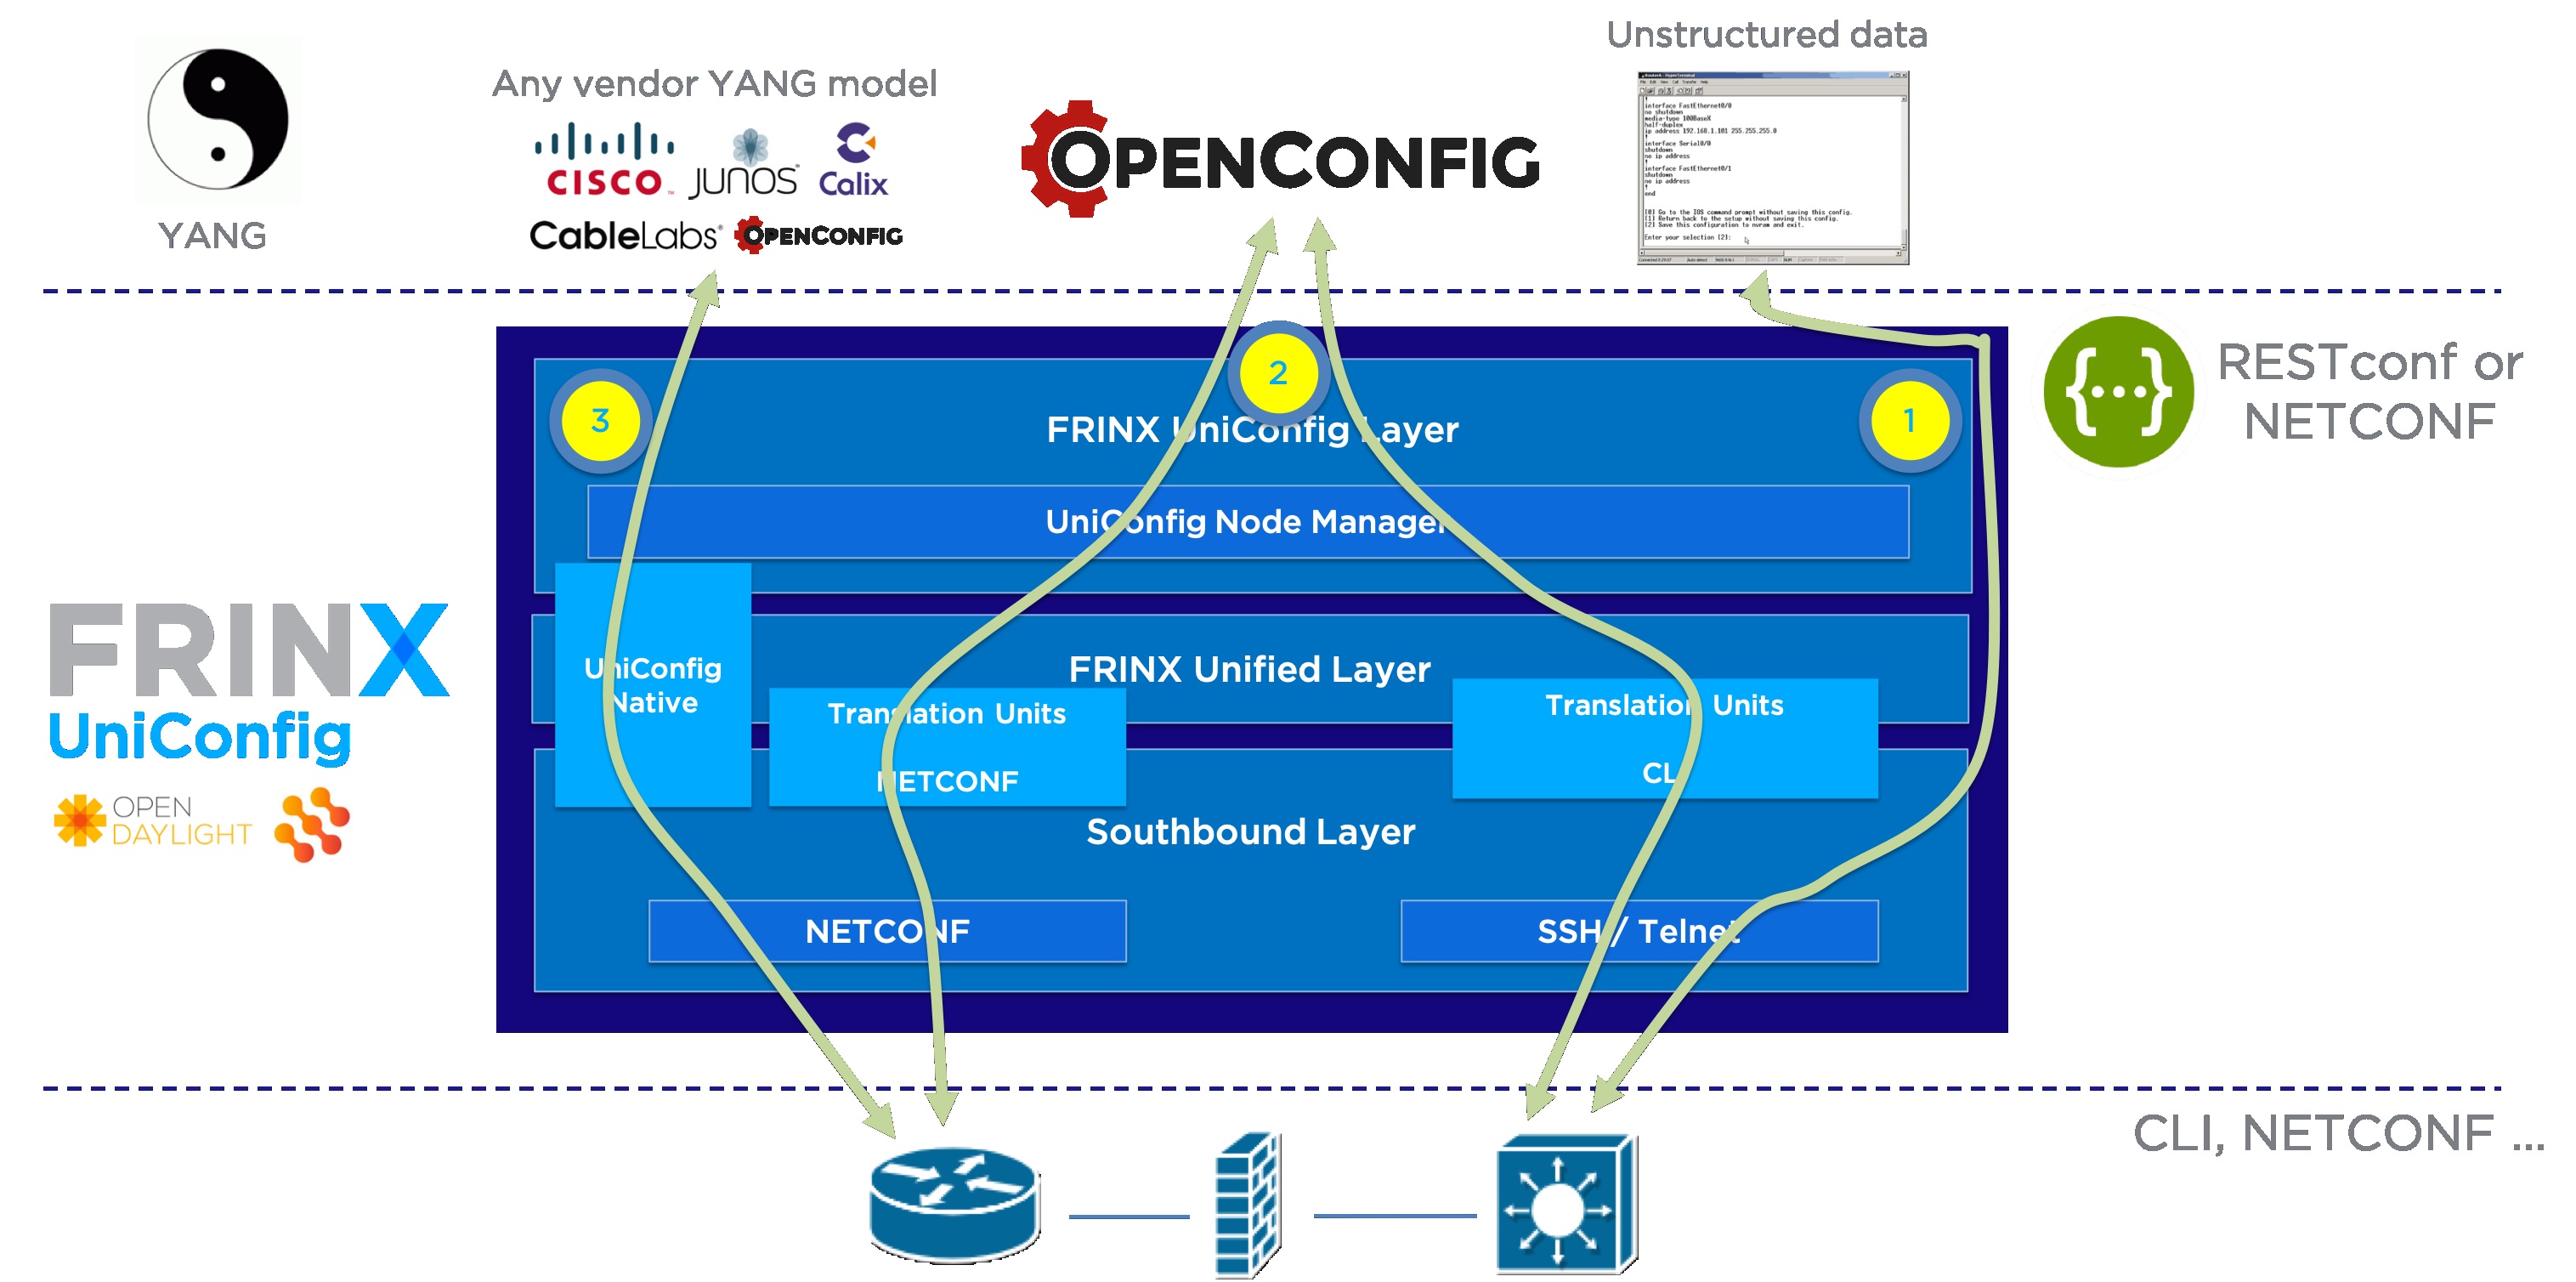 Unstructured data
Any vendor YANG model
CISCO
JUNOS
Calix
CableLabs
OPENCONFIG
OPENCONFIG
YANG
interface FastEthernet0/0
no shutdown
media-type 100BaseX
half-duplex
ip address 192.168.1.101 255.255.255.0
!
interface Serial0/0
shutdown
no ip address
!
interface FastEthernet0/1
shutdown
no ip address
!
end
[0] Go to the IOS command prompt without saving this config.
[1] Return back to the setup without saving this config.
[2] Save this configuration to nvram and exit.
Enter your selection [2]:
3
2
1
FRINX UniConfig Layer
UniConfig Node Manager
RESTconf or
NETCONF
{...}
FRINX
UniConfig
OPEN
DAYLIGHT
UniConfig
Native
FRINX Unified Layer
Translation Units
NETCONF
Translation Units
CLI
Southbound Layer
NETCONF
SSH / Telnet
CLI, NETCONF ...